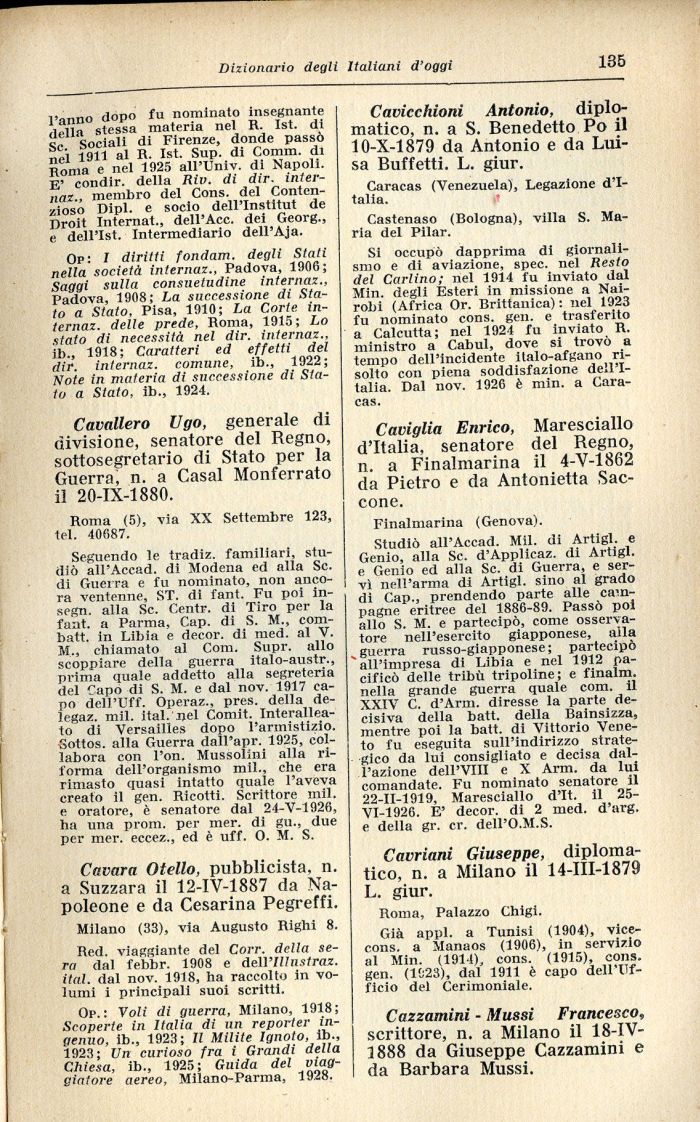 Dizionario degli Italiani d'oggi
135
l'anno dopo fu nominato insegnante
della stessa materia nel R. Ist. di
Sc. Sociali di Firenze, donde passò
nel 1911 al R. Ist. Sup. di Comm. di
Roma e nel 1925 all'Univ. di Napoli.
E' condir. della Riv. di dir. inter-
naz., membro del Cons. del Conten-
zioso Dipl. e socio dell'Institut de
Droit Internat., dell'Acc. dei Georg.,
e dell'Ist. Intermediario dell'Aja.
Op: I diritti fondam. degli Stati
nella società internaz., Padova, 1906;
Saggi sulla consuetudine internaz.,
Padova, 1908; La successione di Sta-
to a Stato, Pisa, 1910; La Corte in-
ternaz. delle prede, Roma, 1915; Lo
stato di necessità nel dir. internaz.,
ib., 1918; Caratteri ed effetti del
dir. internaz. comune, ib., 1922;
Note in materia di successione di Sta-
to a Stato, ib., 1924.
Cavallero Ugo, generale di
divisione, senatore del Regno,
sottosegretario di Stato per la
Guerra, n. a Casal Monferrato
il 20-IX-1880.
Roma (5), via XX Settembre 123,
tel. 40687.
Seguendo le tradiz. familiari, stu-
diò all'Accad. di Modena ed alla Sc.
di Guerra e fu nominato, non anco-
ra ventenne, ST. di fant. Fu poi in-
segn. alla Sc. Centr. di Tiro per la
fant. a Parma, Cap. di S. M., com-
batt. in Libia e decor. di med. al V.
M., chiamato al Com. Supr. allo
scoppiare della guerra italo-austr.,
prima quale addetto alla segreteria
del Capo di S. M. e dal nov. 1917 ca-
po dell'Uff. Operaz., pres. della de-
legaz. mil. ital. nel Comit. Interallea-
to di Versailles dopo l'armistizio.
Sottos. alla Guerra dall'apr. 1925, col-
labora con l'on. Mussolini alla ri-
forma dell'organismo mil., che era
rimasto quasi intatto quale l'aveva
creato il gen. Ricotti. Scrittore mil.
e oratore, è senatore dal 24-V-1926,
ha una prom. per mer. di gu., due
per mer. eccez., ed è uff. O. M. S.
Cavara Otello, pubblicista, n.
a Suzzara il 12-IV-1887 da Na-
poleone e da Cesarina Pegreffi.
Milano (33), via Augusto Righi 8.
Red. viaggiante del Corr. della se-
ra dal febbr. 1908 e dell'Illustraz.
ital. dal nov. 1918, ha raccolto in vo-
lumi i principali suoi scritti.
Op.: Voli di guerra, Milano, 1918;
Scoperte in Italia di un reporter in-
genuo, ib., 1923; Il Milite Ignoto, ib.,
1923; Un curioso fra i Grandi della
Chiesa, ib., 1925; Guida del viag-
giatore aereo, Milano-Parma, 1928.
Cavicchioni Antonio, diplo-
matico, n. a S. Benedetto Po il
10-X-1879 da Antonio e da Lui-
sa Buffetti. L. giur.
Caracas (Venezuela), Legazione d'I-
talia.
Castenaso (Bologna), villa S. Ma-
ria del Pilar.
Si occupò dapprima di giornali-
smo e di aviazione, spec. nel Resto
del Carlino; nel 1914 fu inviato dal
Min. degli Esteri in missione a Nai-
robi (Africa Or. Brittanica): nel 1923
fu nominato cons. gen. e trasferito
a Calcutta; nel 1924 fu inviato R.
ministro a Cabul, dove si trovò a
tempo dell'incidente italo-afgano ri-
solto con piena soddisfazione dell'I-
talia. Dal nov. 1926 è min. a Cara-
cas.
Caviglia Enrico, Maresciallo
d'Italia, senatore del Regno,
n. a Finalmarina il 4-V-1862
da Pietro e da Antonietta Sac-
cone.
Finalmarina (Genova).
Studiò all'Accad. Mil. di Artigl. e
Genio, alla Sc. d'Applicaz. di Artigl.
e Genio ed alla Sc. di Guerra, e ser-
vì nell'arma di Artigl. sino al grado
di Cap., prendendo parte alle cam-
pagne eritree del 1886-89. Passò poi
allo S. M. e partecipò, come osserva-
tore nell'esercito giapponese, alla
guerra russo-giapponese; partecipò
all'impresa di Libia e nel 1912 pa-
cificò delle tribù tripoline; e finalm.
nella grande guerra quale com. il
XXIV C. d'Arm. diresse la parte de-
cisiva della batt. della Bainsizza,
mentre poi la batt. di Vittorio Vene-
to fu eseguita sull'indirizzo strate-
gico da lui consigliato e decisa dal-
l'azione dell'VIII e X Arm. da lui
comandate. Fu nominato senatore il
22-II-1919, Maresciallo d'It. il 25-
VI-1926. E' decor. di 2 med. d'arg.
e della gr. cr. dell'O.M.S.
Cavriani Giuseppe, diploma-
tico, n. a Milano il 14-III-1879
L. giur.
Roma, Palazzo Chigi.
Già appl. a Tunisi (1904), vice-
cons. a Manaos (1906), in servizio
al Min. (1914), cons. (1915), cons.
gen. (1923), dal 1911 è capo dell'Uf-
ficio del Cerimoniale.
Cazzamini - Mussi Francesco,
scrittore, n. a Milano il 18-IV-
1888 da Giuseppe Cazzamini e
da Barbara Mussi.